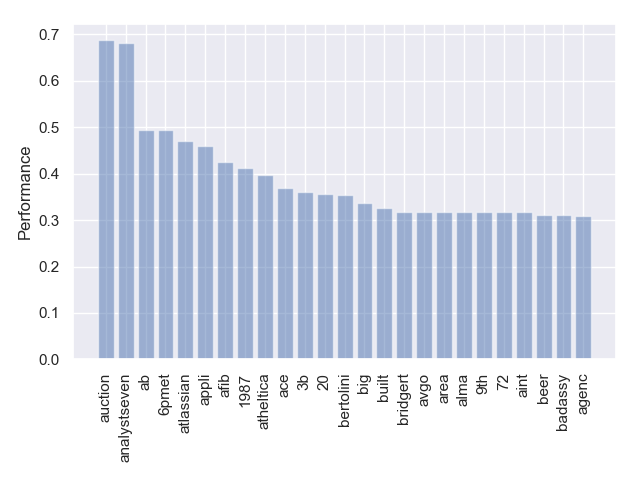 0.7
0.6
0.5
0.4
0.3
0.2
0.1
0.0
Performance
auction
analystseven
ab
6pmet
atlassian
appli
afib
1987
atheltica
ace
3b
20
bertolini
big
built
bridgert
avgo
area
alma
9th
72
aint
beer
badassy
agenc